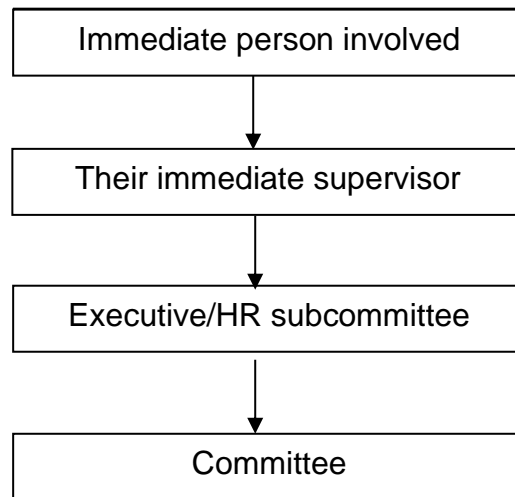 Immediate person involved
Their immediate supervisor
Executive/HR subcommittee
Committee